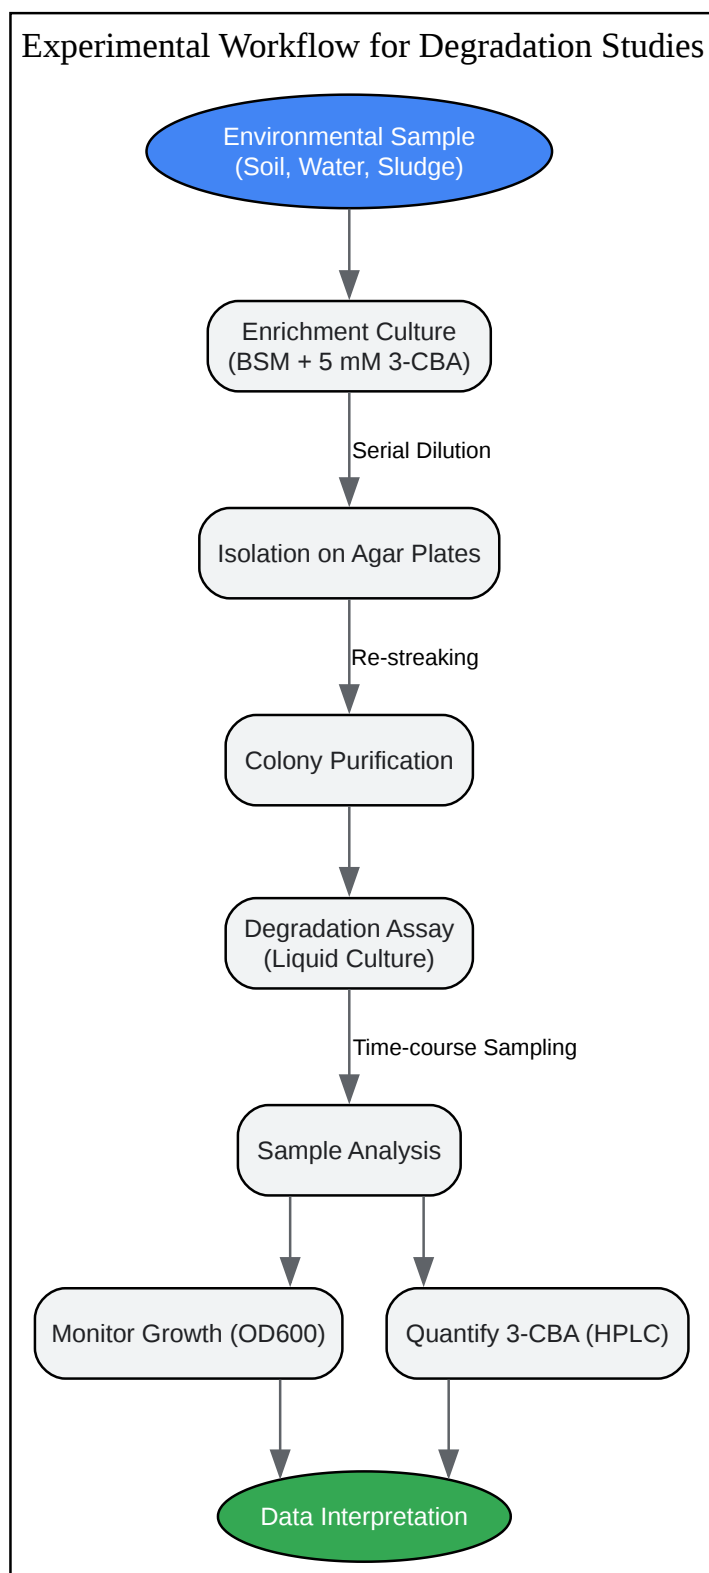 Experimental Workflow for Degradation Studies
Environmental Sample
(Soil, Water, Sludge)
Enrichment Culture
(BSM + 5 mM 3-CBA)
Serial Dilution
Isolation on Agar Plates
Re-streaking
Colony Purification
Degradation Assay
(Liquid Culture)
Time-course Sampling
Sample Analysis
Monitor Growth (OD600)
Quantify 3-CBA (HPLC)
Data Interpretation